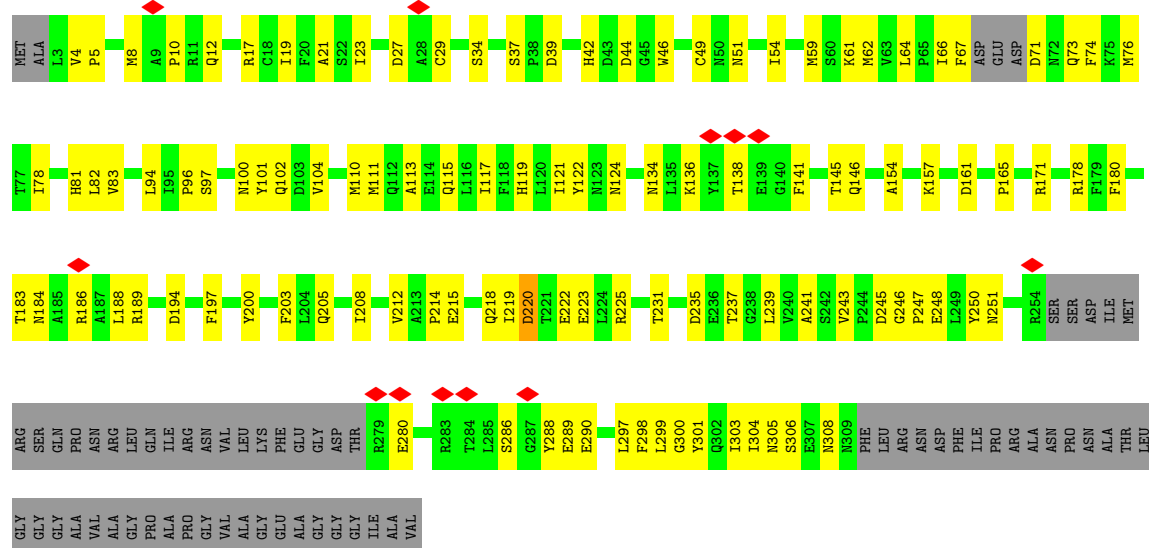 MET ALA L3 V4 P5 M8 A9 P10 R11 Q12 R17 C18 I19 F20 A21 S22 I23 D27 A28 C29 S34 S37 P38 D39 H42 D43 D44 G45 W46 C49 N50 N51 I54 M59 S60 K61 M62 V63 L64 P65 I66 F67 ASP GLU ASP D71 N72 Q73 F74 K75 M76
T77 I78 H81 L82 V83 L94 I95 P96 S97 N100 Y101 Q102 D103 V104 M110 M111 Q112 A113 E114 Q115 L116 I117 F118 H119 L120 T121 Y122 N123 N124 N134 L135 K136 Y137 T138 E139 G140 F141 T145 Q146 A154 K157 D161 P165 R171 R178 F179 F180
T183 N184 A185 R186 A187 L188 R189 D194 F197 Y200 F203 L204 Q205 I208 V212 A213 P214 E215 Q218 I219 D220 T221 E222 E223 L224 R225 T231 D235 E236 T237 G238 L239 V240 A241 S242 V243 P244 D245 G246 P247 E248 L249 Y250 N251 R254 SER SER ASP ILE MET
ARG SER GLN PRO ASN ARG LEU GLN ILE ARG ASN VAL LEU LYS PHE GLU GLY ASP THR R279 E280 R283 T284 L285 S286 G287 Y288 E289 E290 L297 F298 L299 G300 Y301 Q302 I303 I304 N305 S306 E307 N308 N309 PHE LEU ARG ASN ASP PHE ILE PRO ARG ALA ASN PRO ASN ALA THR LEU
GLY GLY GLY ALA VAL ALA GLY PRO ALA PRO GLY VAL ALA GLY GLU ALA GLY GLY GLY ILE ALA VAL